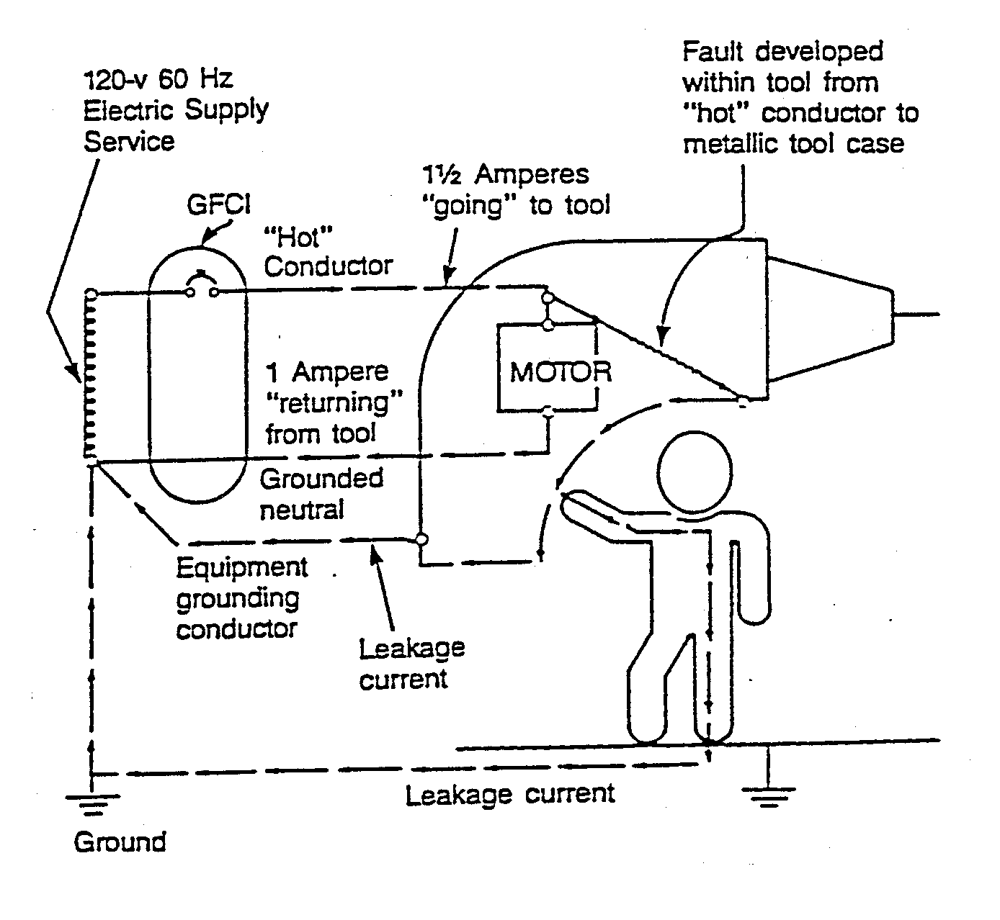 120-v 60 Hz
Electric Supply
Service
Fault developed
within tool from
“hot” conductor to
metallic tool case
1½ Amperes
“going” to tool
GFCI
“Hot”
Conductor
1 Ampere
“returning”
from tool
MOTOR
Grounded
neutral
Equipment
grounding
conductor
Leakage
current
Leakage current
Ground